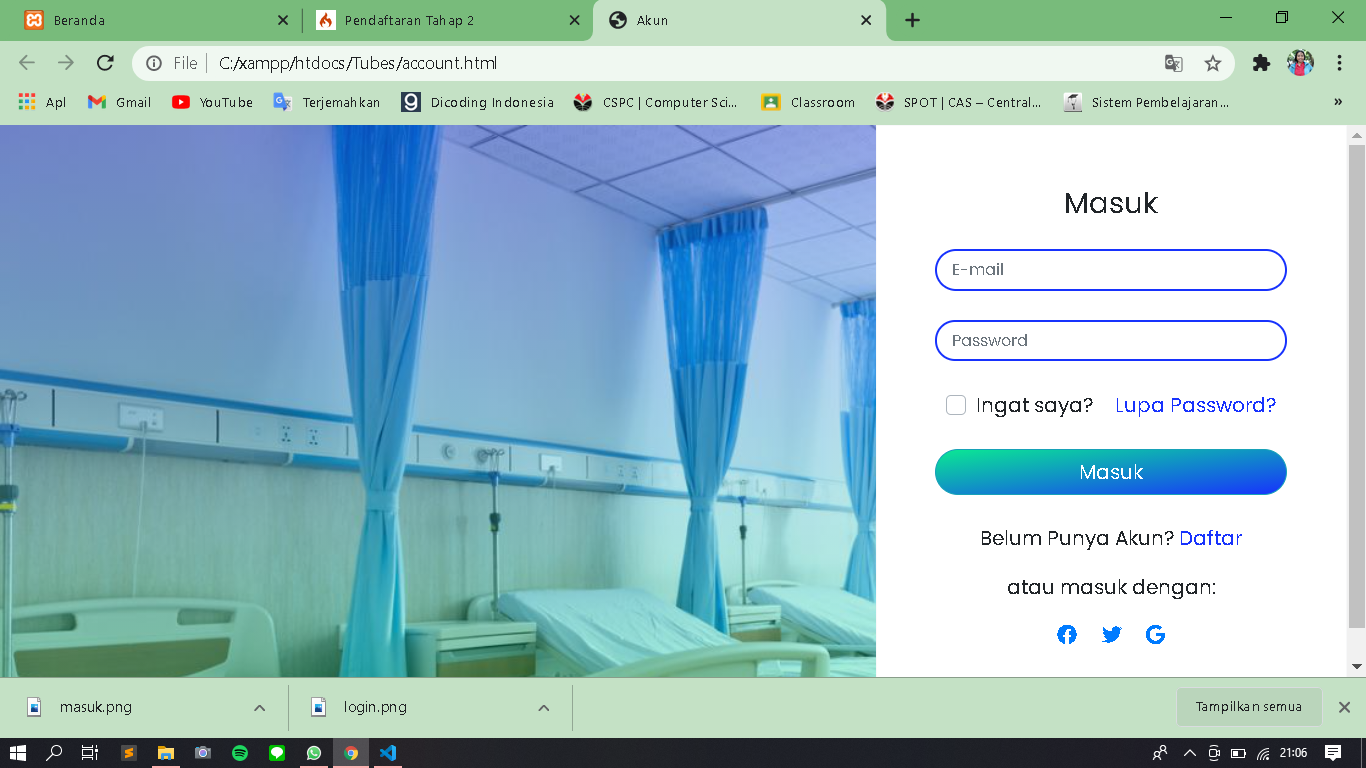 Beranda
Pendaftaran Tahap 2
Akun
File
C:/xampp/htdocs/Tubes/account.html
Apl
Gmail
YouTube
Terjemahkan
Dicoding Indonesia
CSPC | Computer Sci...
Classroom
SPOT | CAS – Central...
Sistem Pembelajaran...
»
Masuk
E-mail
Password
Ingat saya? Lupa Password?
Masuk
Belum Punya Akun? Daftar
atau masuk dengan:
masuk.png
login.png
Tampilkan semua
21:06